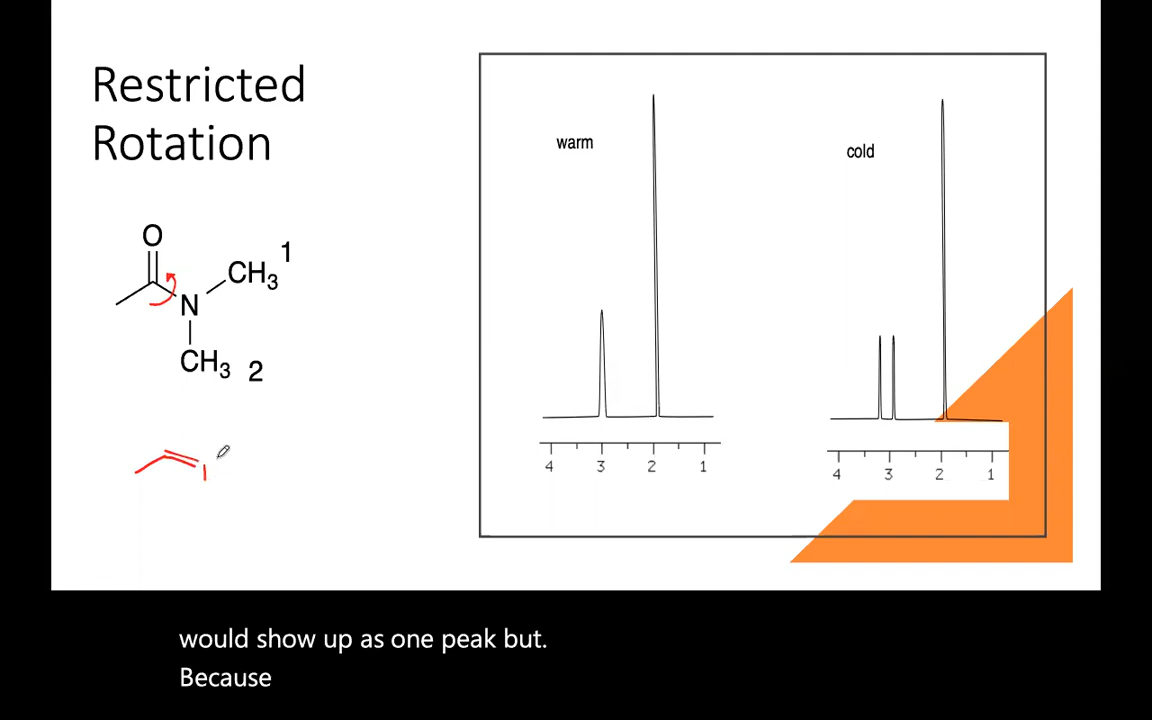 Restricted
Rotation
O
CH3 1
N
CH3 2
warm
cold
4 3 2 1
4 3 2 1
would show up as one peak but.
Because